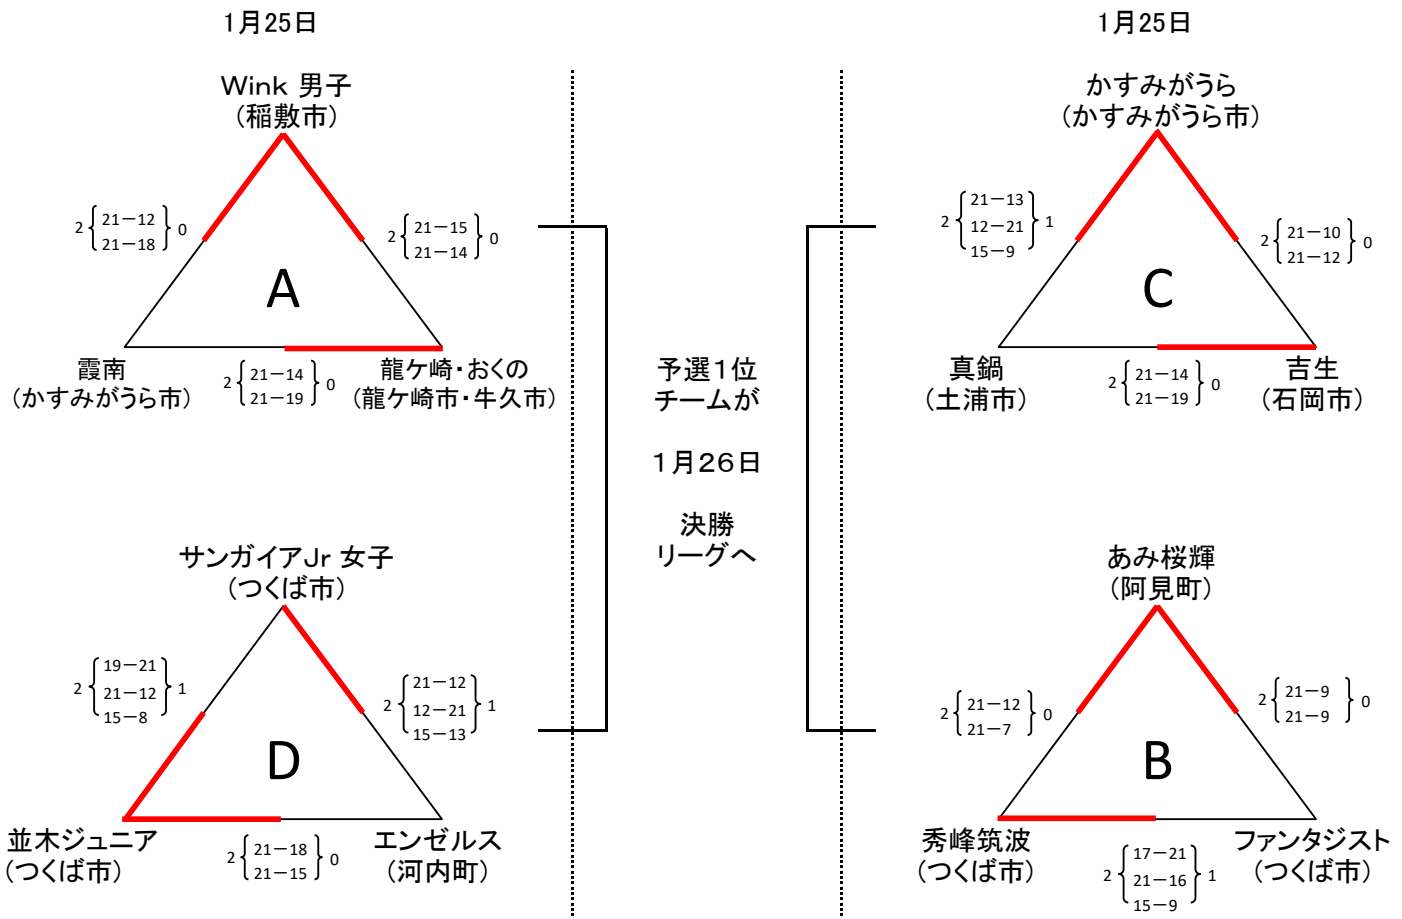 1月25日
1月25日
Wink 男子
(稲敷市)
2 21－12 0
21－18
2 21－15 0
21－14
A
霞南
(かすみがうら市)
2 21－14 0
21－19
龍ケ崎・おくの
(龍ケ崎市・牛久市)
かすみがうら
(かすみがうら市)
2 21－13 1
12－21
15－9
2 21－10 0
21－12
C
真鍋
(土浦市)
2 21－14 0
21－19
吉生
(石岡市)
予選1位
チームが
1月26日
決勝
リーグへ
サンガイアJr 女子
(つくば市)
2 19－21 1
21－12
15－8
2 21－12 1
12－21
15－13
D
並木ジュニア
(つくば市)
2 21－18 0
21－15
エンゼルス
(河内町)
あみ桜輝
(阿見町)
2 21－12 0
21－7
2 21－9 0
21－9
B
秀峰筑波
(つくば市)
2 17－21 1
21－16
15－9
ファンタジスト
(つくば市)